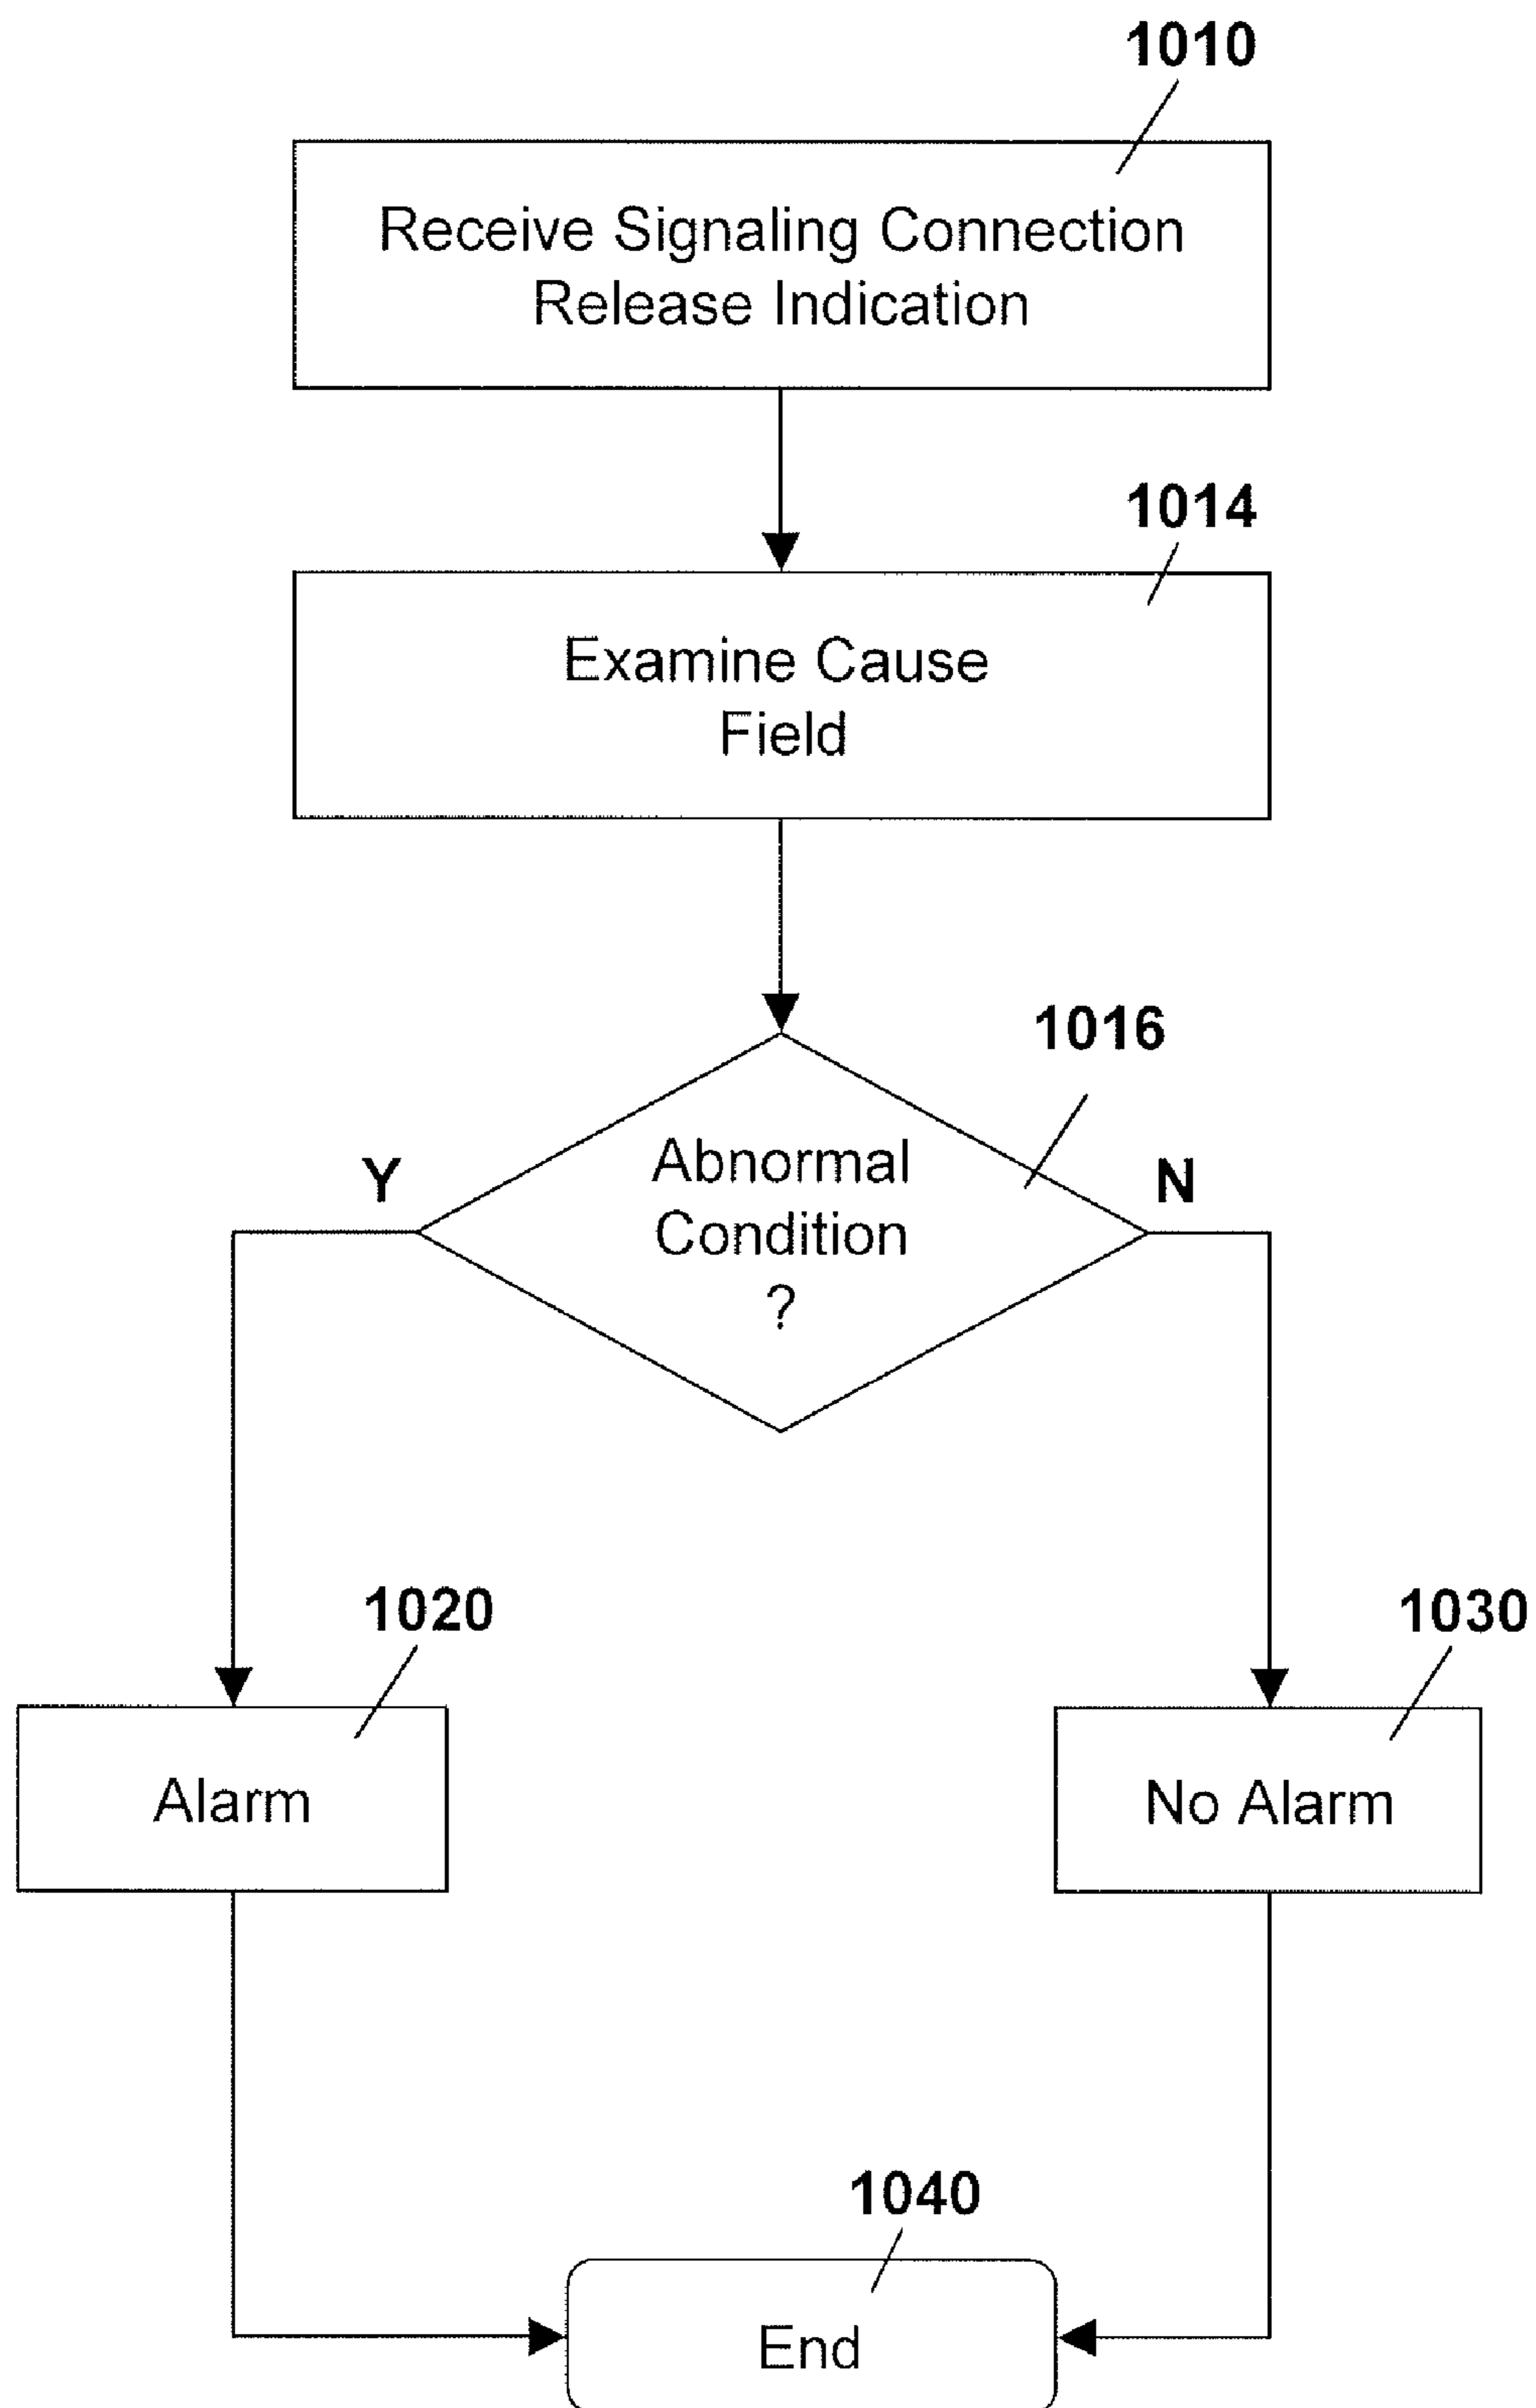 1010
Receive Signaling Connection
Release Indication
1014
Examine Cause
Field
1016
Y
Abnormal
Condition
?
N
1020
Alarm
1030
No Alarm
1040
End